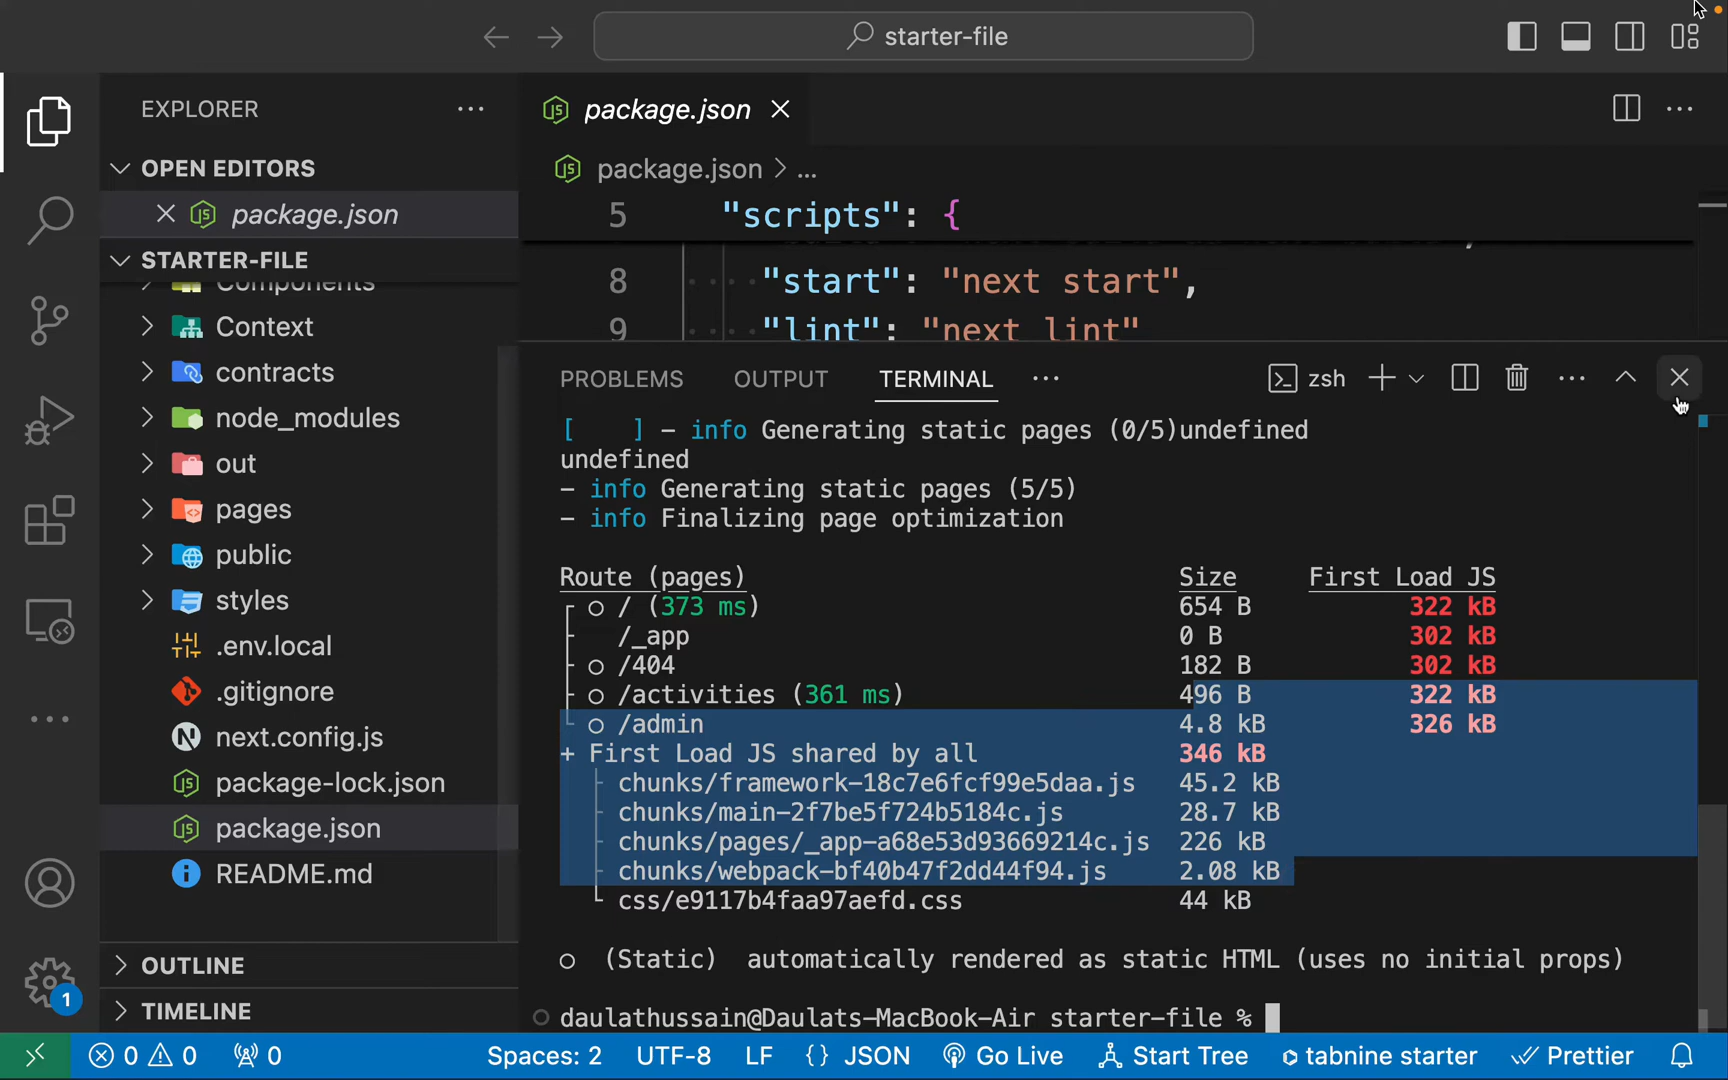 starter-file
EXPLORER
package.json
OPEN EDITORS
package.json > ...
package.json
5 "scripts": {
STARTER-FILE
Components
8 "start": "next start",
Context
9 "lint": "next lint"
contracts
PROBLEMS OUTPUT TERMINAL zsh
node_modules
[    ] - info Generating static pages (0/5)undefined
undefined
out
- info Generating static pages (5/5)
pages
- info Finalizing page optimization
public
Route (pages) Size First Load JS
styles
┌ ○ / (373 ms) 654 B 322 kB
├ /_app 0 B 302 kB
.env.local
├ ○ /404 182 B 302 kB
.gitignore
├ ○ /activities (361 ms) 496 B 322 kB
└ ○ /admin 4.8 kB 326 kB
next.config.js
+ First Load JS shared by all 346 kB
package-lock.json
├ chunks/framework-18c7e6fcf99e5daa.js 45.2 kB
├ chunks/main-2f7be5f724b5184c.js 28.7 kB
package.json
├ chunks/pages/_app-a68e53d93669214c.js 226 kB
README.md
├ chunks/webpack-bf40b47f2dd44f94.js 2.08 kB
└ css/e9117b4faa97aefd.css 44 kB
OUTLINE
○ (Static) automatically rendered as static HTML (uses no initial props)
1
TIMELINE
daulathussain@Daulats-MacBook-Air starter-file %
0 0 0 Spaces: 2 UTF-8 LF {} JSON Go Live Start Tree tabnine starter Prettier